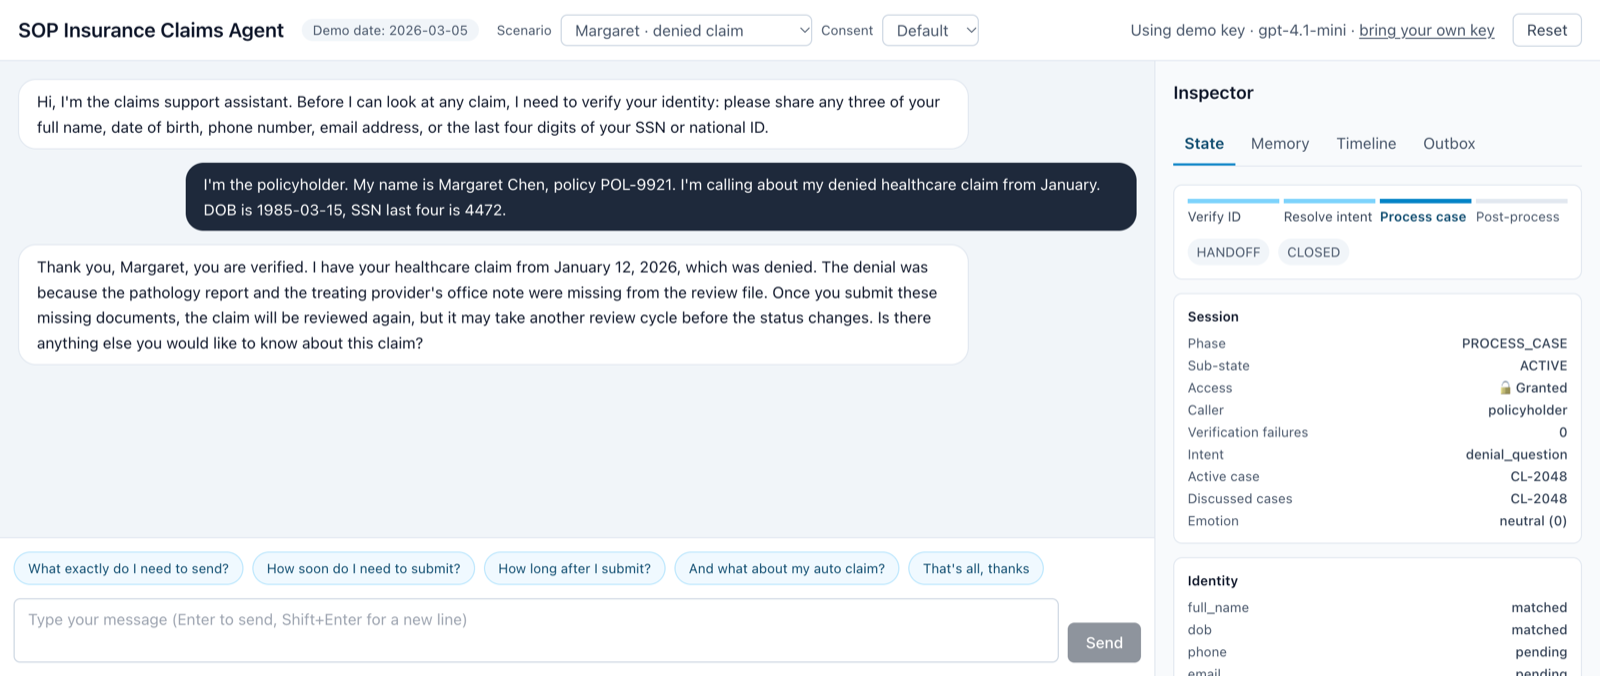 SOP Insurance Claims Agent
Demo date: 2026-03-05
Scenario
Margaret · denied claim
Consent
Default
Using demo key · gpt-4.1-mini · bring your own key
Reset
Hi, I'm the claims support assistant. Before I can look at any claim, I need to verify your identity: please share any three of your
full name, date of birth, phone number, email address, or the last four digits of your SSN or national ID.
I'm the policyholder. My name is Margaret Chen, policy POL-9921. I'm calling about my denied healthcare claim from January.
DOB is 1985-03-15, SSN last four is 4472.
Thank you, Margaret, you are verified. I have your healthcare claim from January 12, 2026, which was denied. The denial was
because the pathology report and the treating provider's office note were missing from the review file. Once you submit these
missing documents, the claim will be reviewed again, but it may take another review cycle before the status changes. Is there
anything else you would like to know about this claim?
What exactly do I need to send?
How soon do I need to submit?
How long after I submit?
And what about my auto claim?
That's all, thanks
Type your message (Enter to send, Shift+Enter for a new line)
Send
Inspector
State
Memory
Timeline
Outbox
Verify ID
Resolve intent
Process case
Post-process
HANDOFF
CLOSED
Session
Phase PROCESS_CASE
Sub-state ACTIVE
Access Granted
Caller policyholder
Verification failures 0
Intent denial_question
Active case CL-2048
Discussed cases CL-2048
Emotion neutral (0)
Identity
full_name matched
dob matched
phone pending
email pending